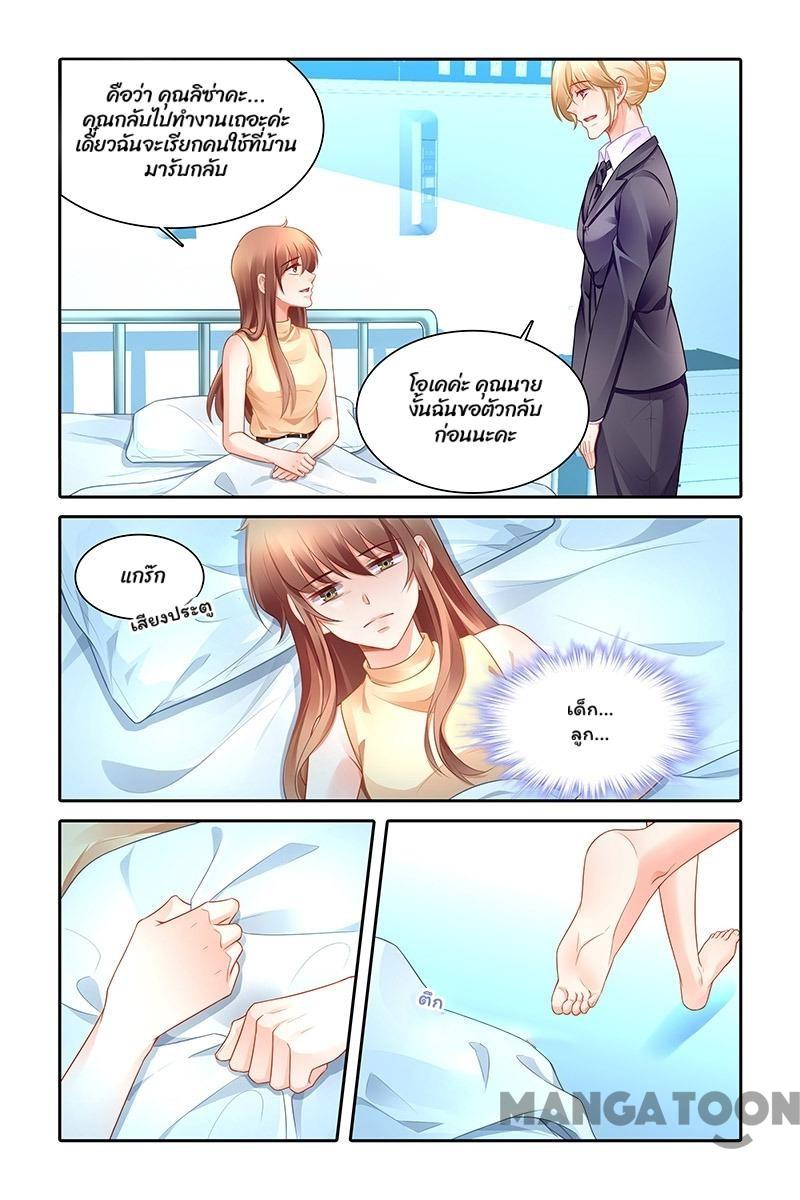 คือว่า คุณลิซ่าคะ...
คุณกลับไปทำงานเถอะค่ะ
เดี๋ยวฉันจะเรียกคนใช้ที่บ้าน
มารับกลับ
โอเคค่ะ คุณนาย
งั้นฉันขอตัวกลับ
ก่อนนะคะ
แกร๊ก
เสียงประตู
เด็ก...
ลูก...
ตึก
MANGATOON